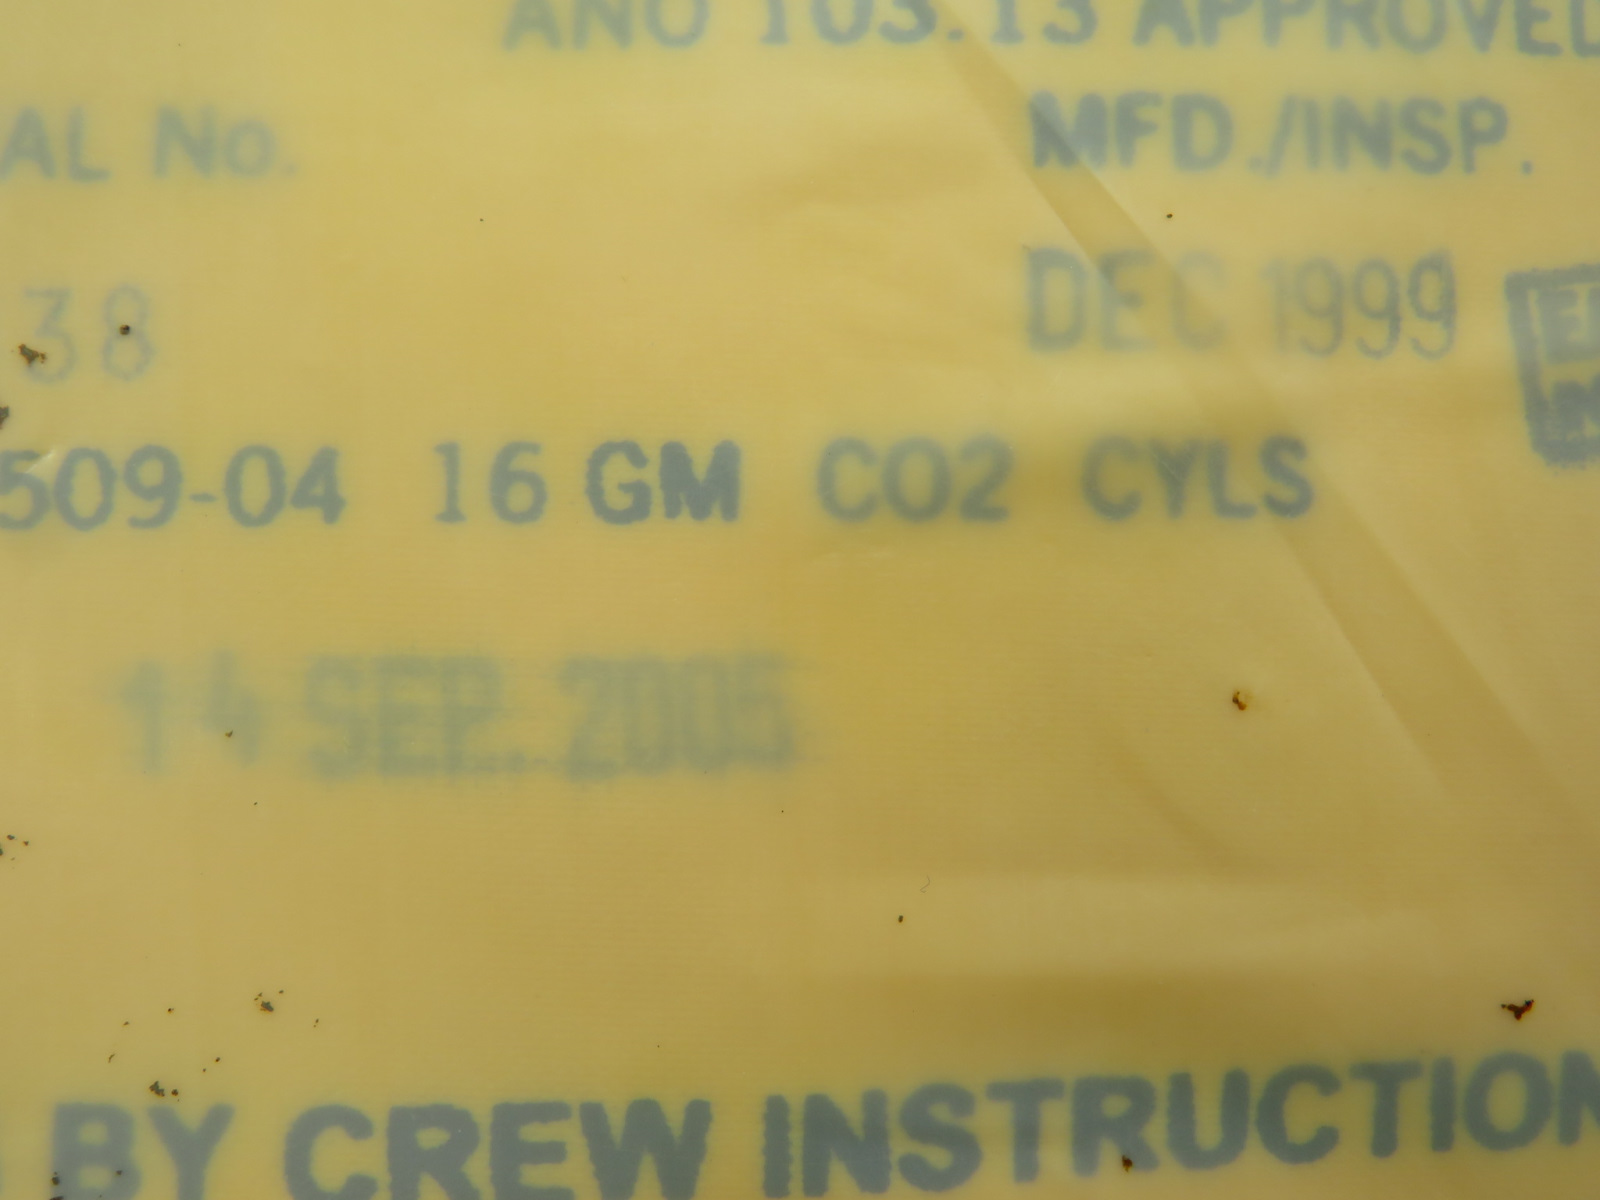 ANO 103.13 APPROVED
AL No. MFD./INSP.
38 DEC 1999
509-04 16 GM CO2 CYLS
14 SEP. 2005
BY CREW INSTRUCTION